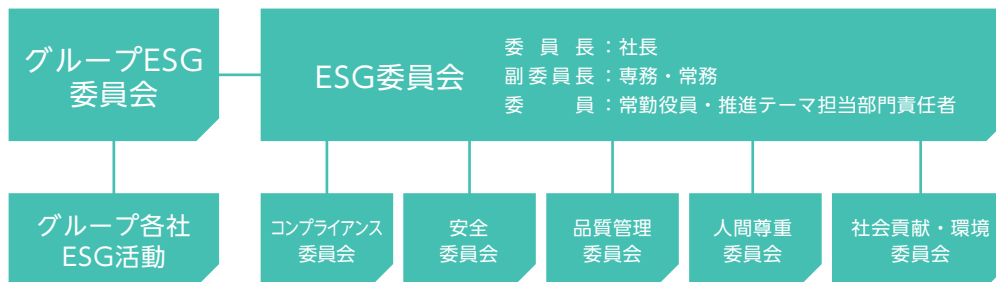 グループESG
委員会
ESG委員会
委員長：社長
副委員長：専務・常務
委員：常勤役員・推進テーマ担当部門責任者
グループ各社
ESG活動
コンプライアンス
委員会
安全
委員会
品質管理
委員会
人間尊重
委員会
社会貢献・環境
委員会